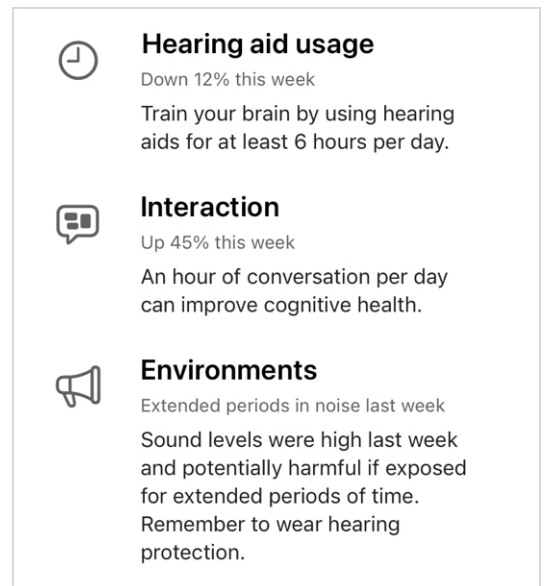 Hearing aid usage
Down 12% this week
Train your brain by using hearing
aids for at least 6 hours per day.
Interaction
Up 45% this week
An hour of conversation per day
can improve cognitive health.
Environments
Extended periods in noise last week
Sound levels were high last week
and potentially harmful if exposed
for extended periods of time.
Remember to wear hearing
protection.